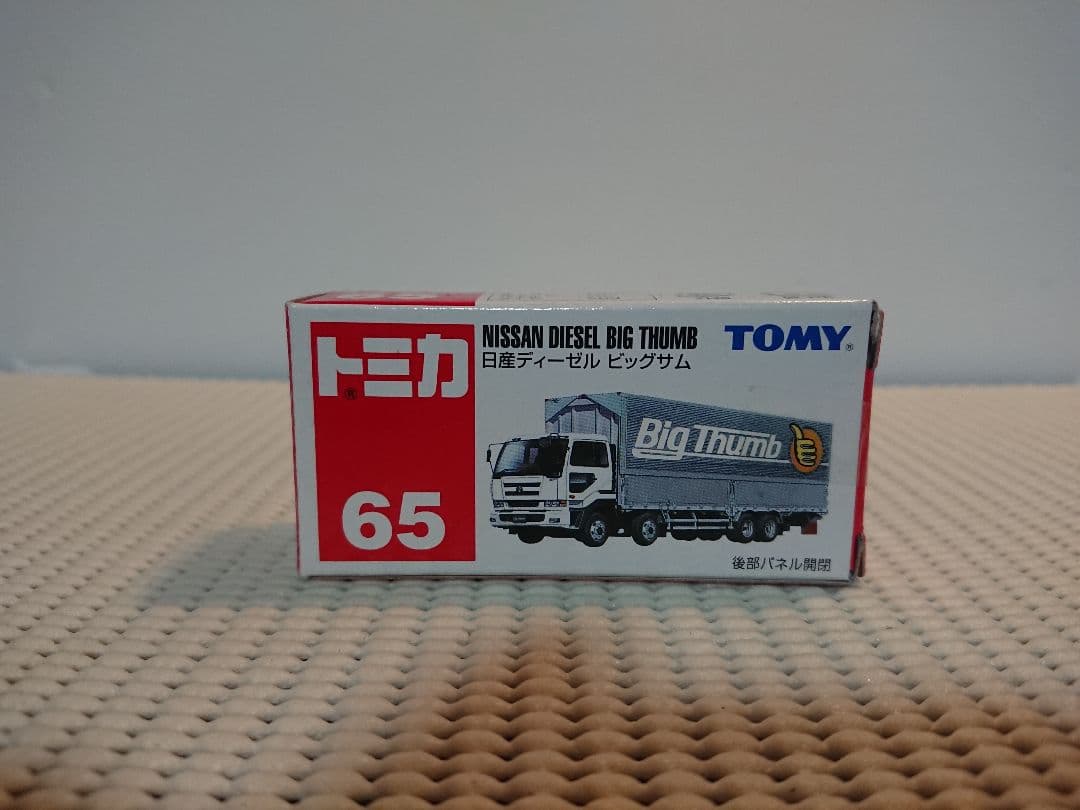 トミカ®
65
NISSAN DIESEL BIG THUMB
日産ディーゼル ビッグサム
TOMY®
Big Thumb
後部パネル開閉